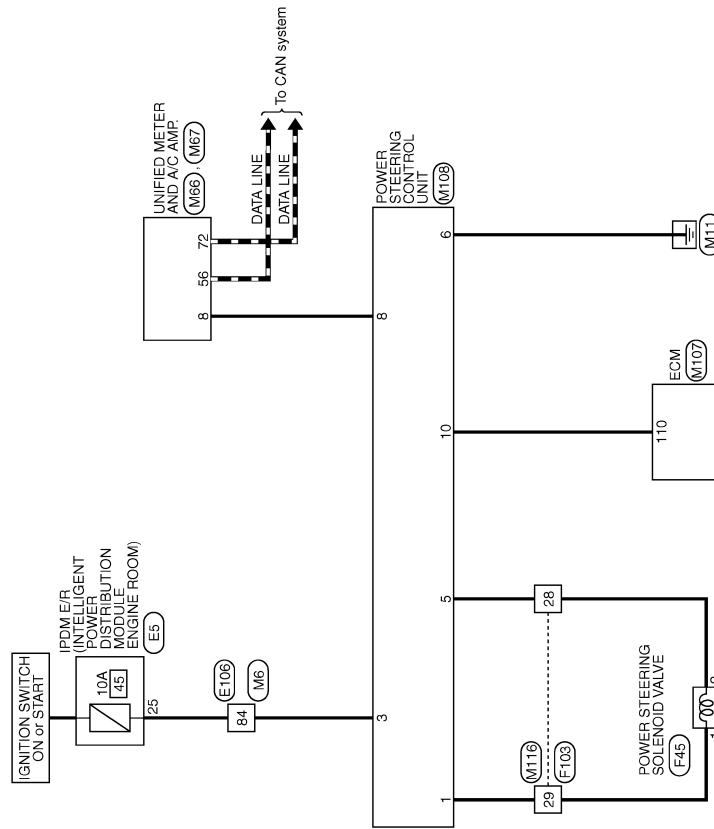 IGNITION SWITCH
ON or START
IPDM E/R
(INTELLIGENT
POWER
DISTRIBUTION
MODULE
ENGINE ROOM)
E5
10A
45
25
E106
84
M6
3
UNIFIED METER
AND A/C AMP.
M66 , M67
8
56
72
DATA LINE
DATA LINE
To CAN system
POWER
STEERING
CONTROL
UNIT
M108
8
1
5
10
6
M116
29
F103
28
POWER STEERING
SOLENOID VALVE
F45
ECM
M107
110
M11